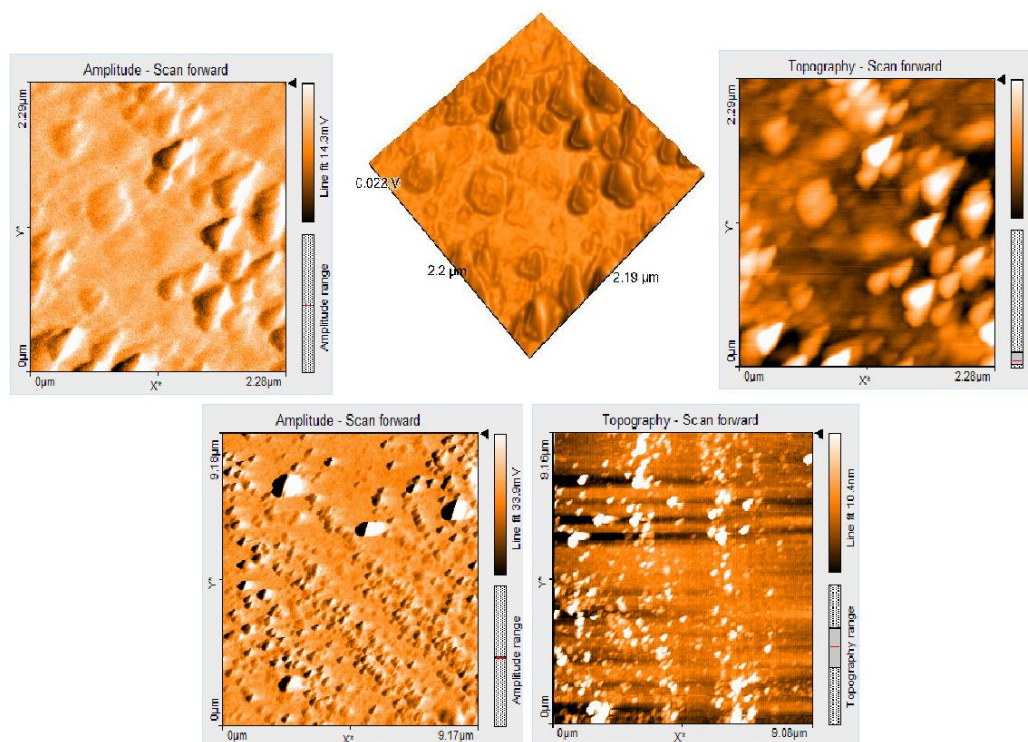 Amplitude - Scan forward
2.29µm
Y*
0µm
0µm
X*
2.28µm
Line fit 14.3mV
Amplitude range
0.022 V
2.2 µm
2.19 µm
Topography - Scan forward
2.29µm
Y*
0µm
0µm
X*
2.28µm
Amplitude - Scan forward
9.18µm
Y*
0µm
0µm
X*
9.17µm
Line fit 33.9mV
Amplitude range
Topography - Scan forward
9.16µm
Y*
0µm
0µm
X*
9.08µm
Line fit 10.4nm
Topography range